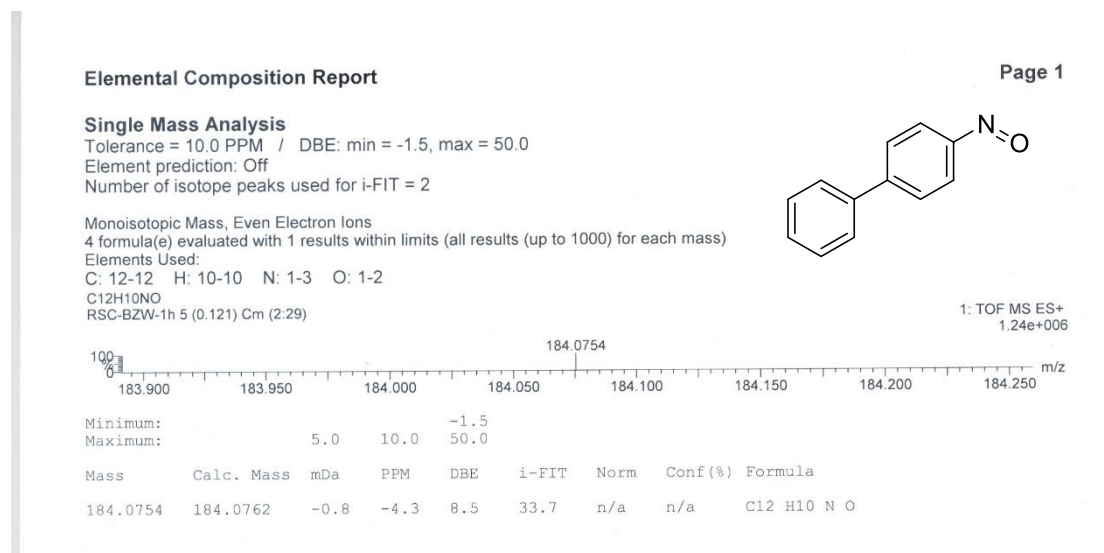 Elemental Composition Report
Page 1
Single Mass Analysis
Tolerance = 10.0 PPM / DBE: min = -1.5, max = 50.0
Element prediction: Off
Number of isotope peaks used for i-FIT = 2
N
O
Monoisotopic Mass, Even Electron Ions
4 formula(e) evaluated with 1 results within limits (all results (up to 1000) for each mass)
Elements Used:
C: 12-12 H: 10-10 N: 1-3 O: 1-2
C12H10NO
RSC-BZW-1h 5 (0.121) Cm (2:29)
1: TOF MS ES+
1.24e+006
184.0754
100
%
0
m/z
183.900 183.950 184.000 184.050 184.100 184.150 184.200 184.250
Minimum: -1.5
Maximum: 5.0 10.0 50.0
Mass Calc. Mass mDa PPM DBE i-FIT Norm Conf(%) Formula
184.0754 184.0762 -0.8 -4.3 8.5 33.7 n/a n/a C12 H10 N O